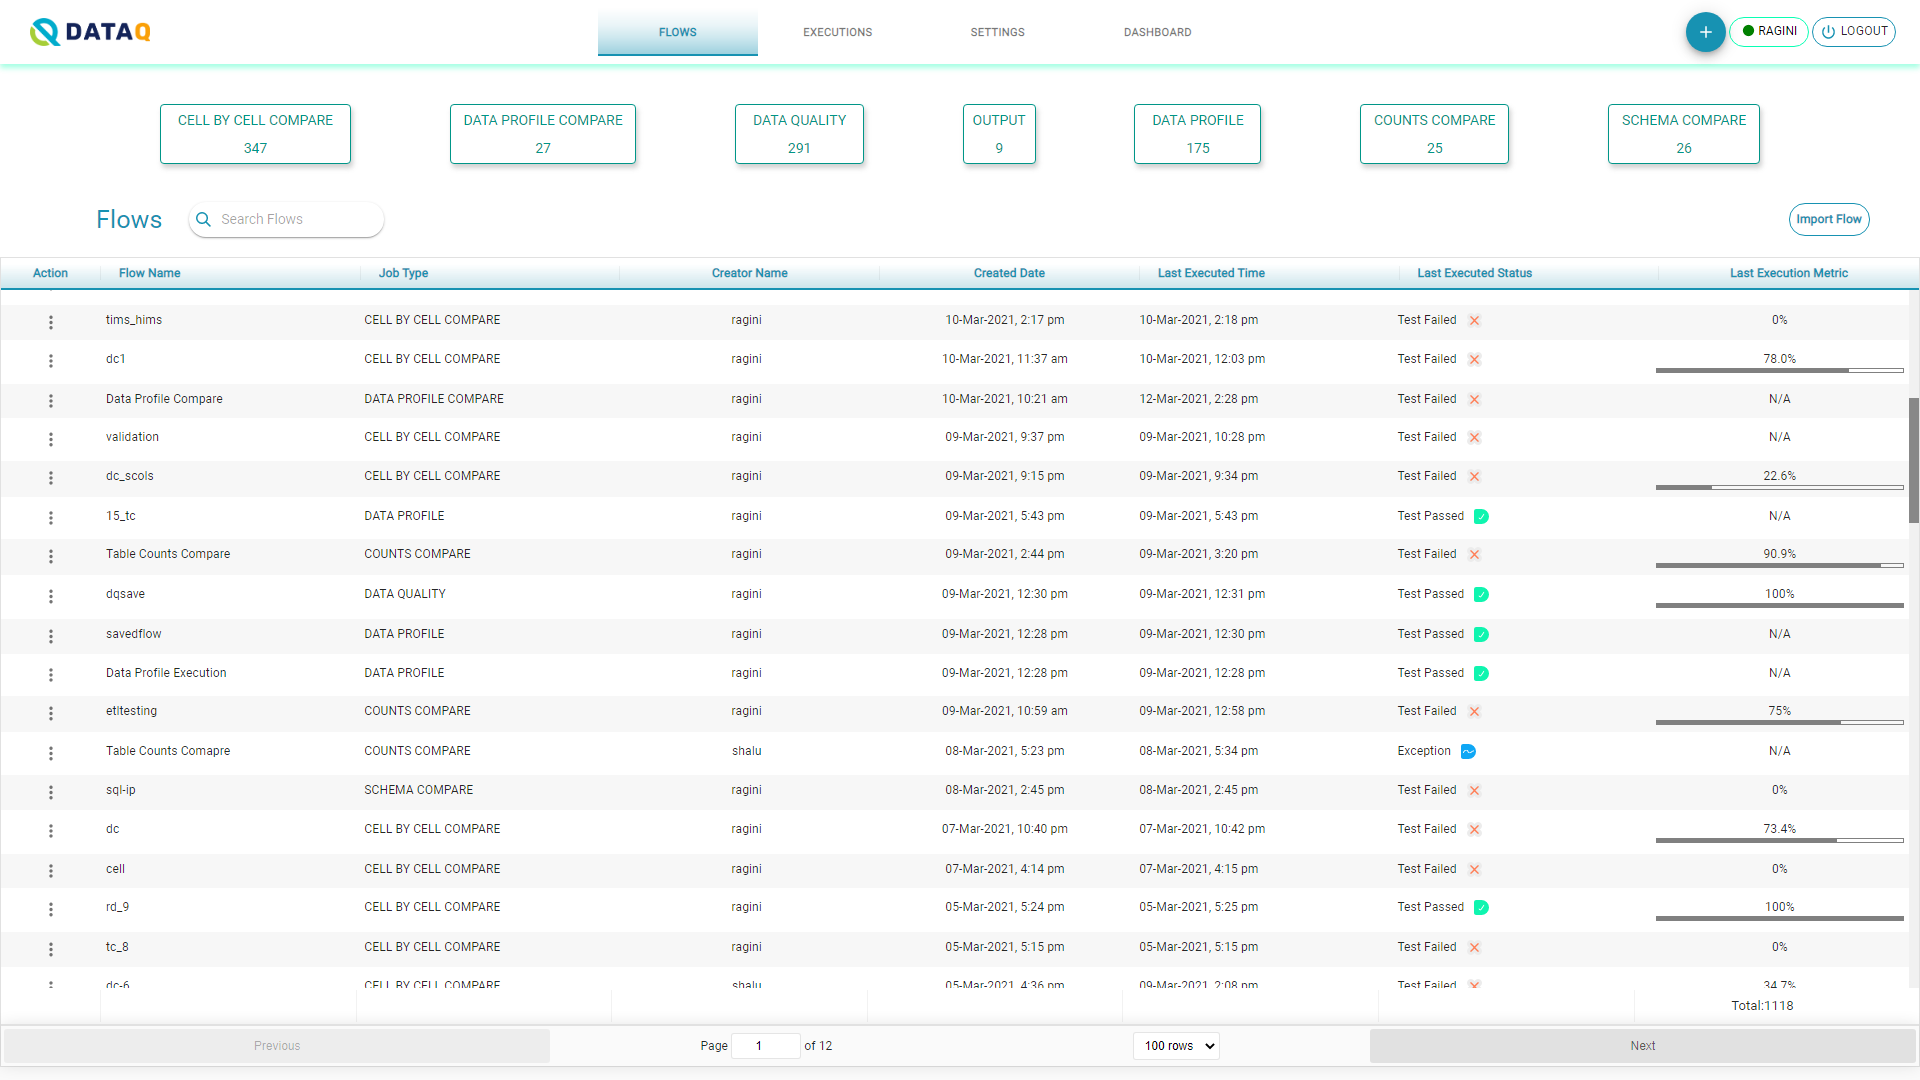 DATAQ FLOWS EXECUTIONS SETTINGS DASHBOARD + RAGINI LOGOUT
CELL BY CELL COMPARE DATA PROFILE COMPARE DATA QUALITY OUTPUT DATA PROFILE COUNTS COMPARE SCHEMA COMPARE
347 27 291 9 175 25 26
Flows Search Flows Import Flow
Action Flow Name Job Type Creator Name Created Date Last Executed Time Last Executed Status Last Execution Metric
tims_hims CELL BY CELL COMPARE ragini 10-Mar-2021, 2:17 pm 10-Mar-2021, 2:18 pm Test Failed 0%
dc1 CELL BY CELL COMPARE ragini 10-Mar-2021, 11:37 am 10-Mar-2021, 12:03 pm Test Failed 78.0%
Data Profile Compare DATA PROFILE COMPARE ragini 10-Mar-2021, 10:21 am 12-Mar-2021, 2:28 pm Test Failed N/A
validation CELL BY CELL COMPARE ragini 09-Mar-2021, 9:37 pm 09-Mar-2021, 10:28 pm Test Failed N/A
dc_scols CELL BY CELL COMPARE ragini 09-Mar-2021, 9:15 pm 09-Mar-2021, 9:34 pm Test Failed 22.6%
15_tc DATA PROFILE ragini 09-Mar-2021, 5:43 pm 09-Mar-2021, 5:43 pm Test Passed N/A
Table Counts Compare COUNTS COMPARE ragini 09-Mar-2021, 2:44 pm 09-Mar-2021, 3:20 pm Test Failed 90.9%
dqsave DATA QUALITY ragini 09-Mar-2021, 12:30 pm 09-Mar-2021, 12:31 pm Test Passed 100%
savedflow DATA PROFILE ragini 09-Mar-2021, 12:28 pm 09-Mar-2021, 12:30 pm Test Passed N/A
Data Profile Execution DATA PROFILE ragini 09-Mar-2021, 12:28 pm 09-Mar-2021, 12:28 pm Test Passed N/A
etltesting COUNTS COMPARE ragini 09-Mar-2021, 10:59 am 09-Mar-2021, 12:58 pm Test Failed 75%
Table Counts Comapre COUNTS COMPARE shalu 08-Mar-2021, 5:23 pm 08-Mar-2021, 5:34 pm Exception N/A
sql-ip SCHEMA COMPARE ragini 08-Mar-2021, 2:45 pm 08-Mar-2021, 2:45 pm Test Failed 0%
dc CELL BY CELL COMPARE ragini 07-Mar-2021, 10:40 pm 07-Mar-2021, 10:42 pm Test Failed 73.4%
cell CELL BY CELL COMPARE ragini 07-Mar-2021, 4:14 pm 07-Mar-2021, 4:15 pm Test Failed 0%
rd_9 CELL BY CELL COMPARE ragini 05-Mar-2021, 5:24 pm 05-Mar-2021, 5:25 pm Test Passed 100%
tc_8 CELL BY CELL COMPARE ragini 05-Mar-2021, 5:15 pm 05-Mar-2021, 5:15 pm Test Failed 0%
dc-6 CELL BY CELL COMPARE shalu 05-Mar-2021, 4:36 pm 09-Mar-2021, 2:08 pm Test Failed 34.7%
Total:1118
Previous Page 1 of 12 100 rows Next